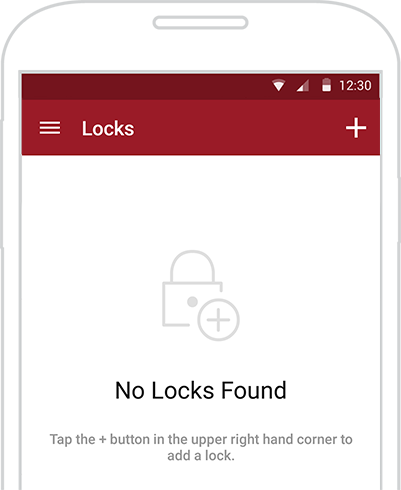 12:30
Locks
No Locks Found
Tap the + button in the upper right hand corner to
add a lock.